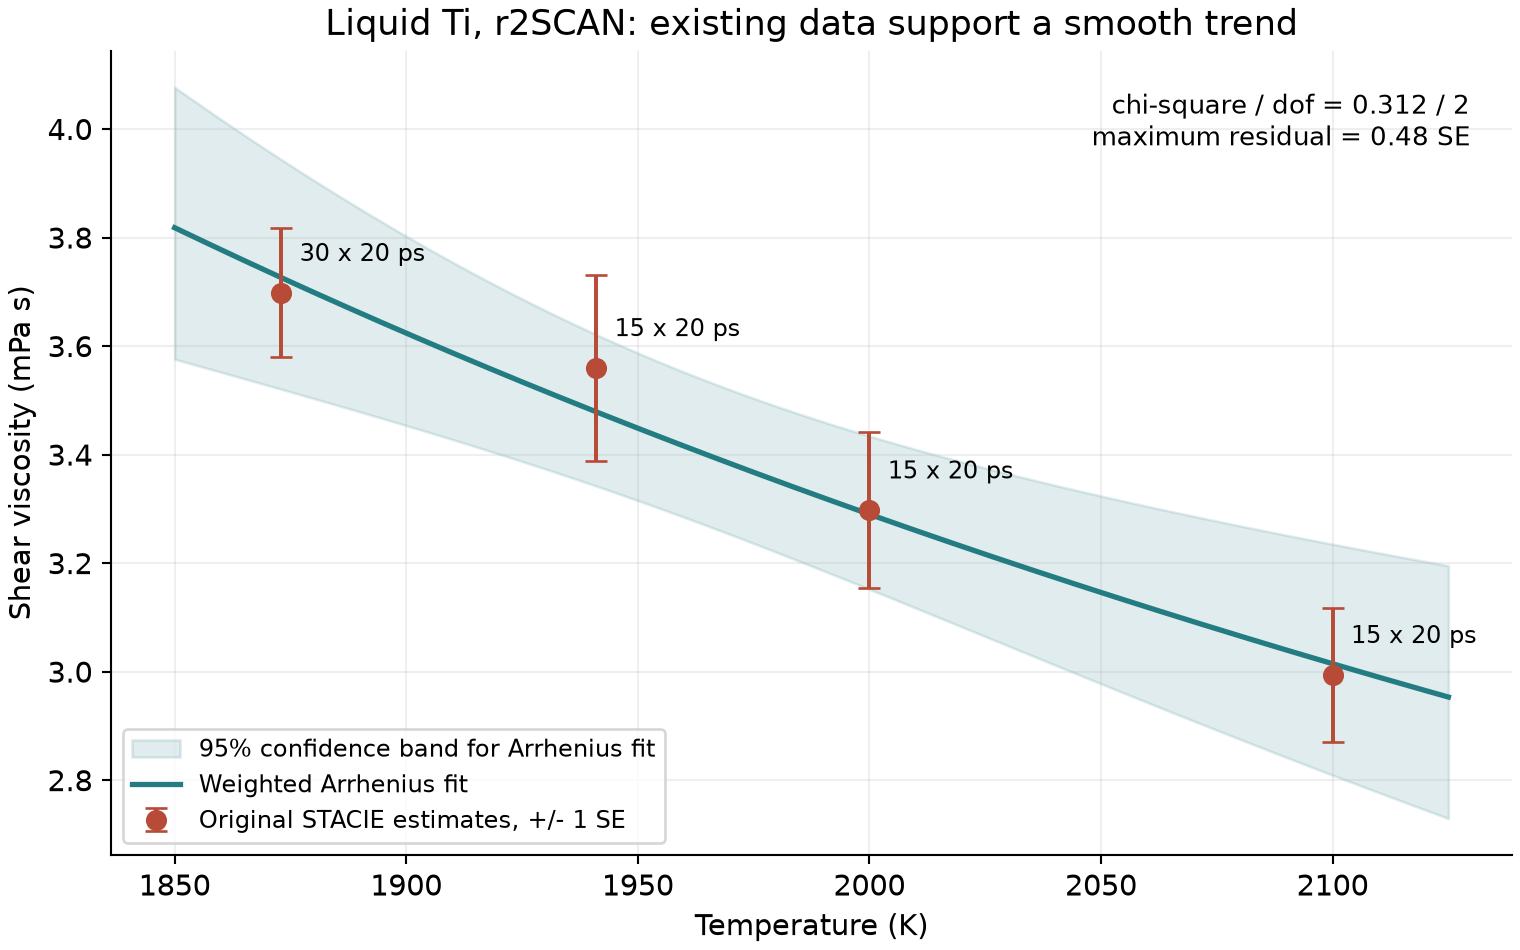 Liquid Ti, r2SCAN: existing data support a smooth trend
chi-square / dof = 0.312 / 2
maximum residual = 0.48 SE
Shear viscosity (mPa s)
4.0
3.8
3.6
3.4
3.2
3.0
2.8
30 x 20 ps
15 x 20 ps
15 x 20 ps
15 x 20 ps
95% confidence band for Arrhenius fit
Weighted Arrhenius fit
Original STACIE estimates, +/- 1 SE
1850 1900 1950 2000 2050 2100
Temperature (K)